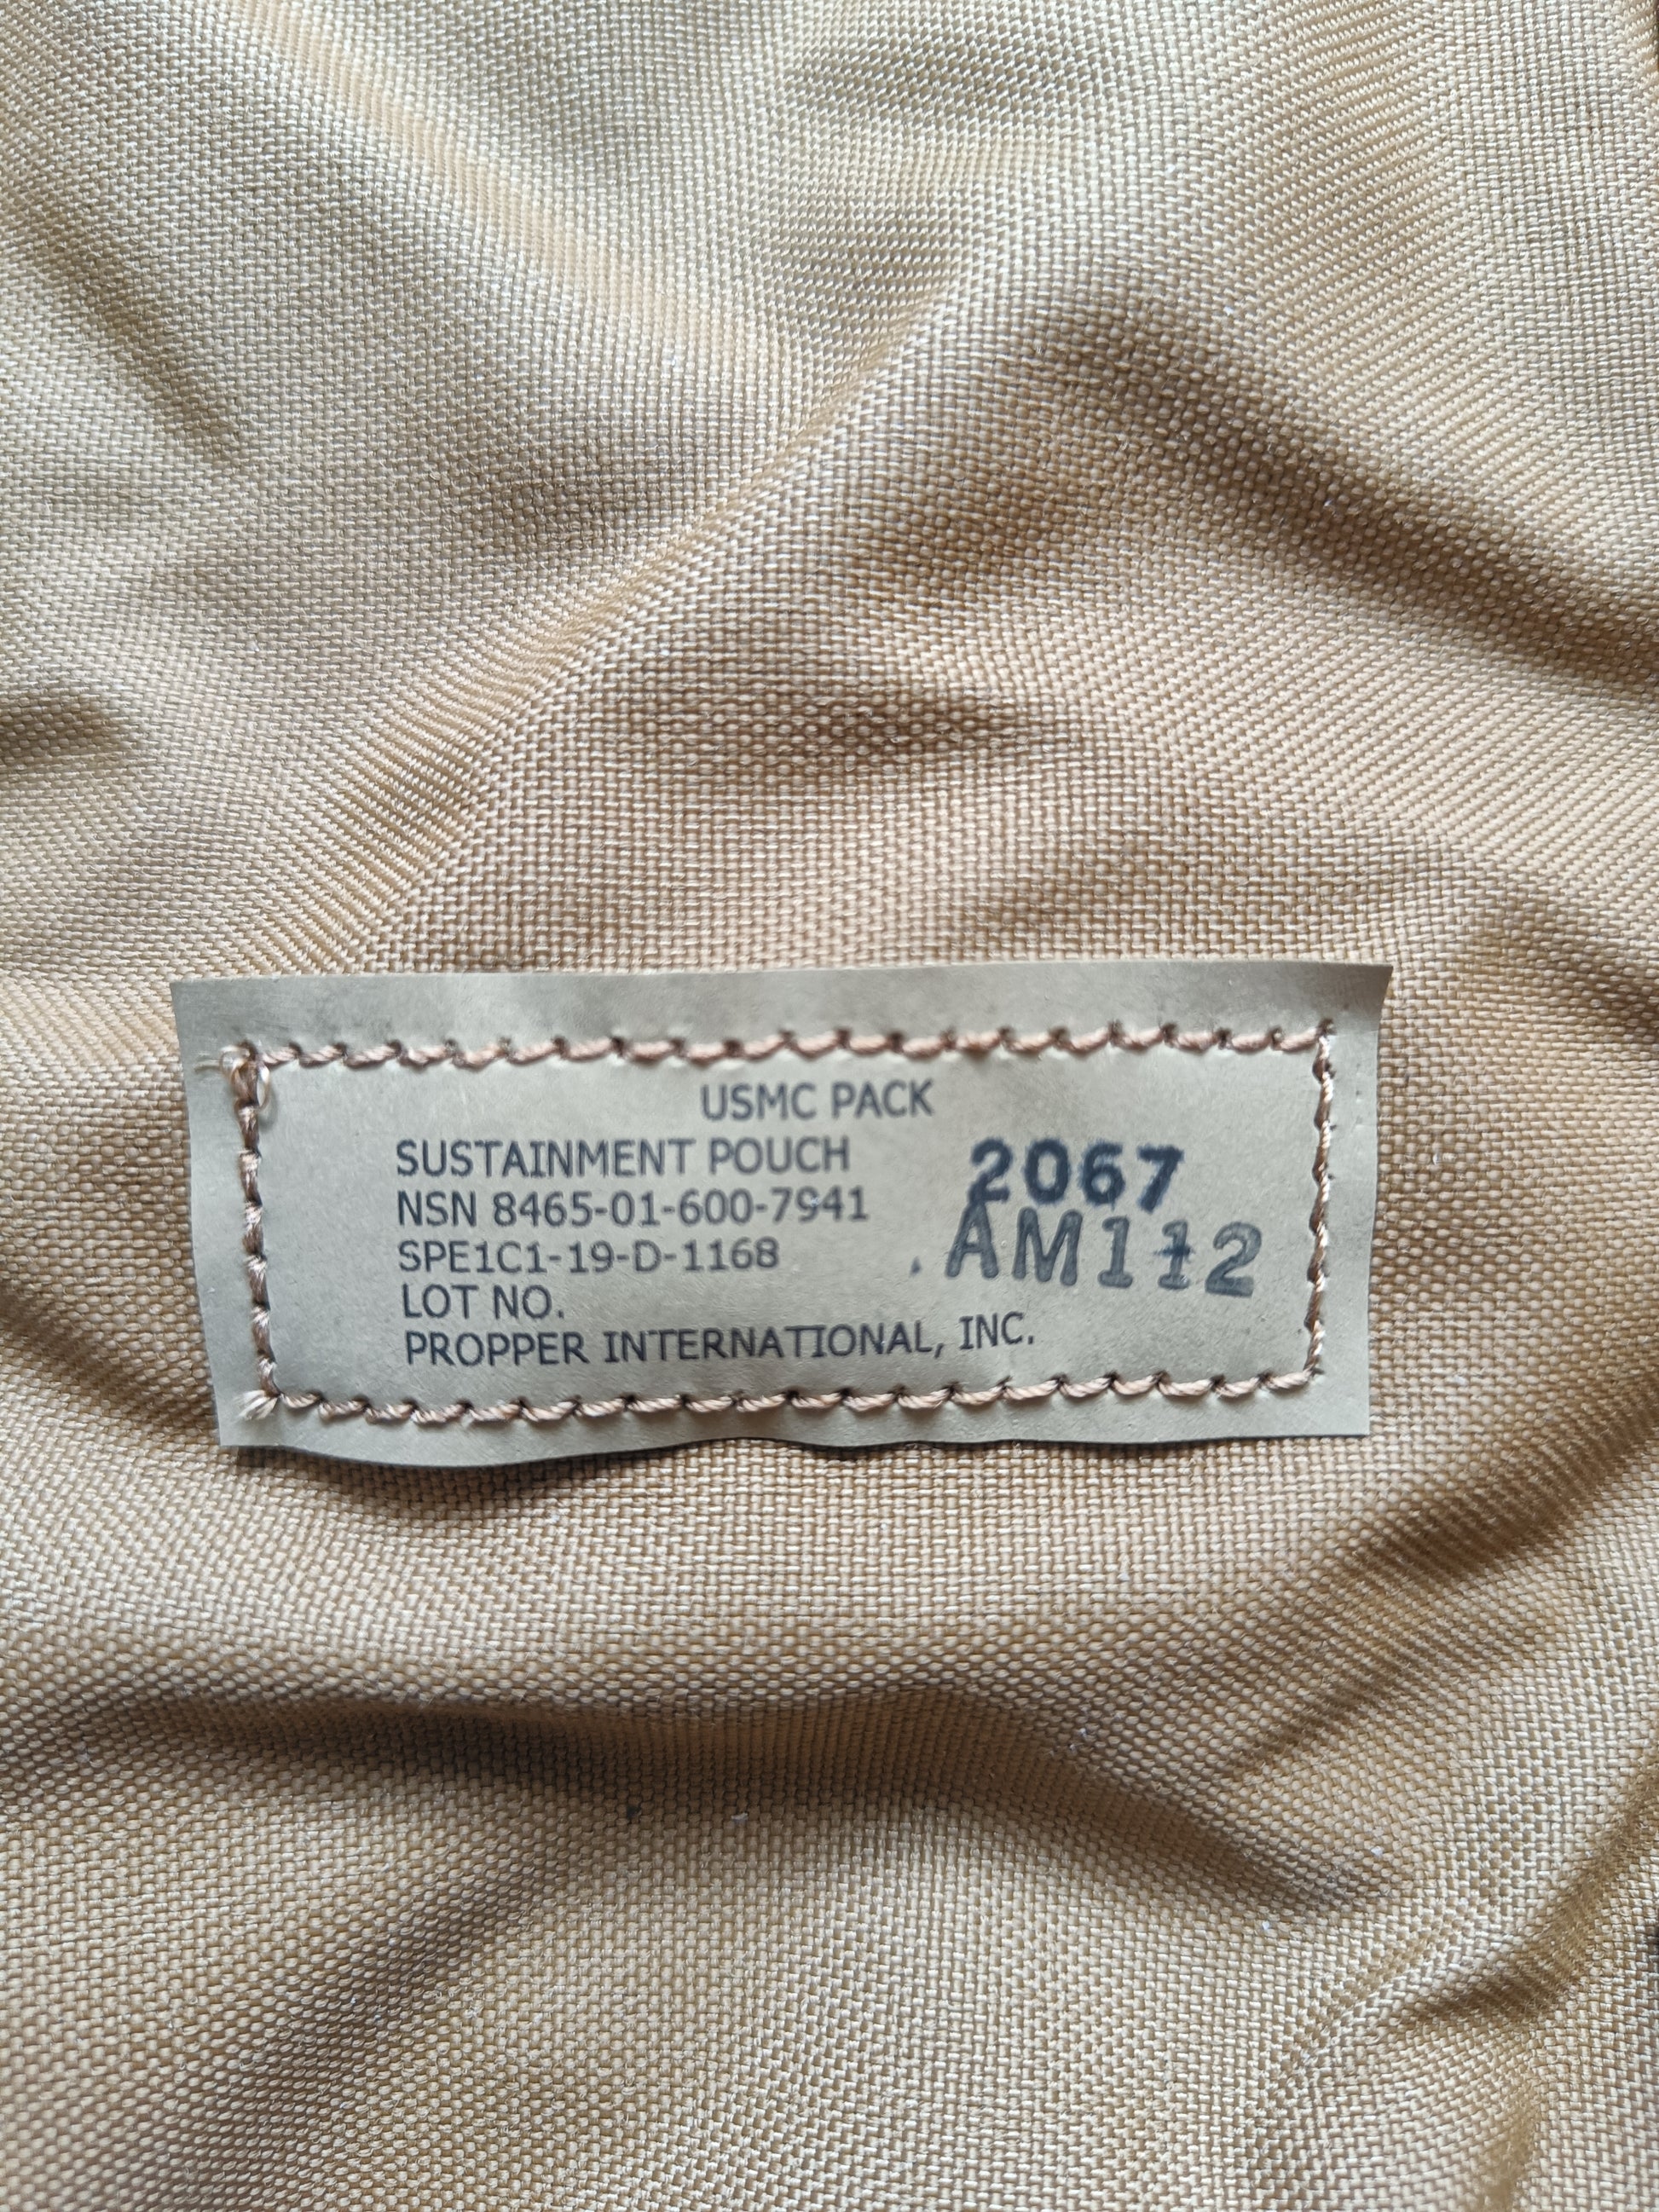 USMC PACK
SUSTAINMENT POUCH 2067
NSN 8465-01-600-7941
SPE1C1-19-D-1168 AM112
LOT NO.
PROPPER INTERNATIONAL, INC.